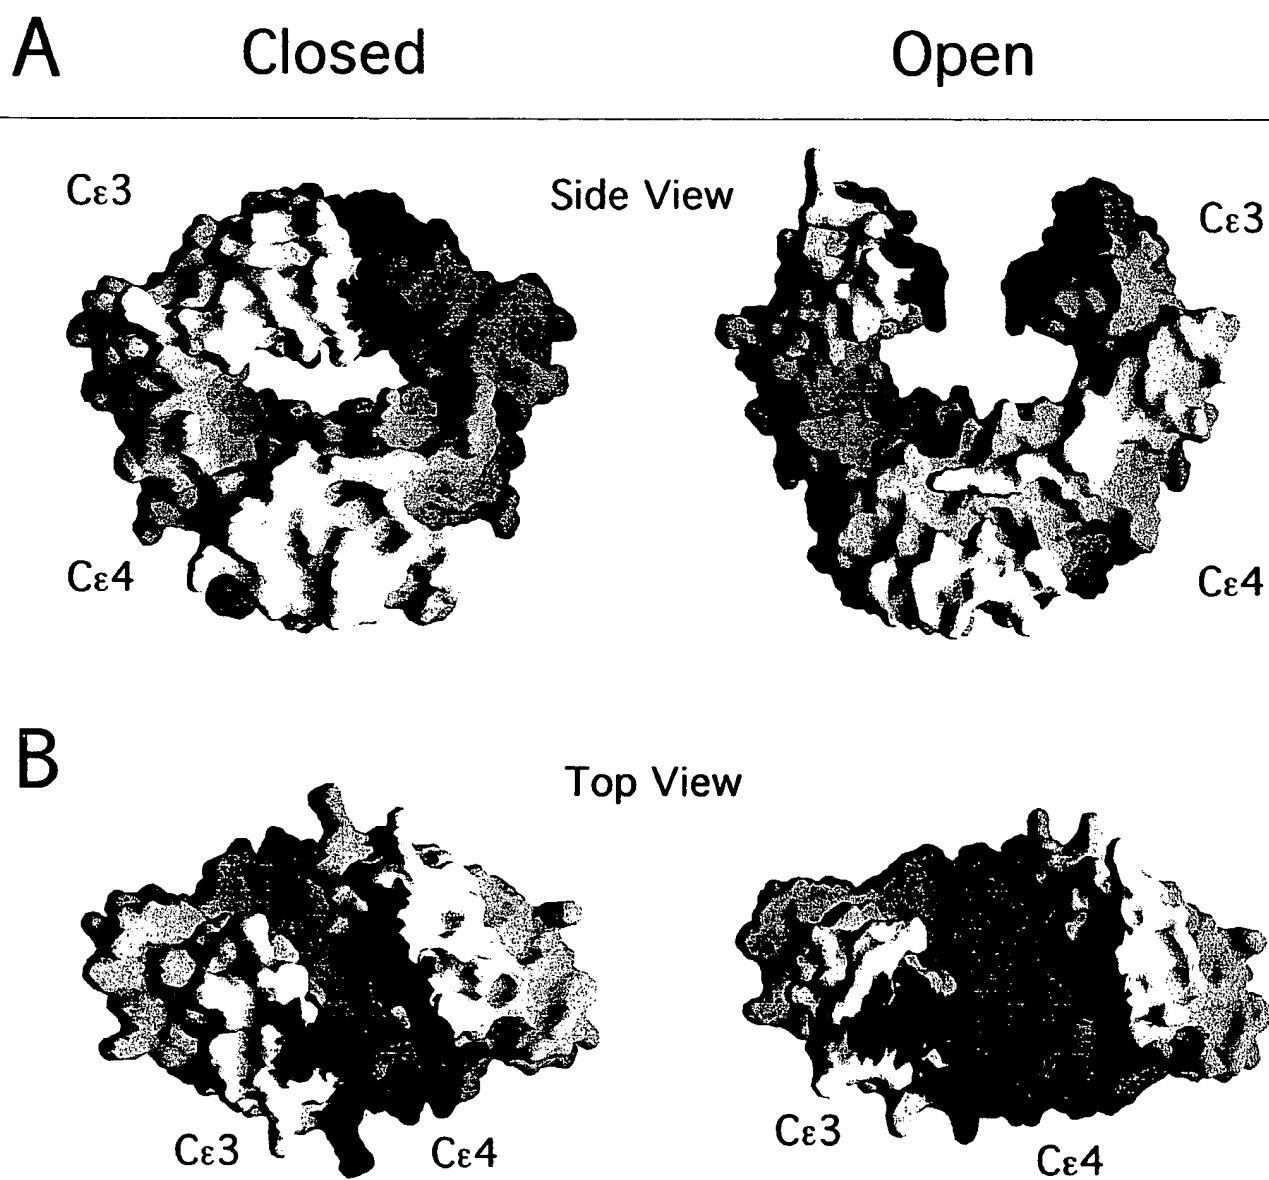 A Closed Open
Cε3 Side View Cε3
Cε4 Cε4
B Top View
Cε3 Cε4 Cε3 Cε4